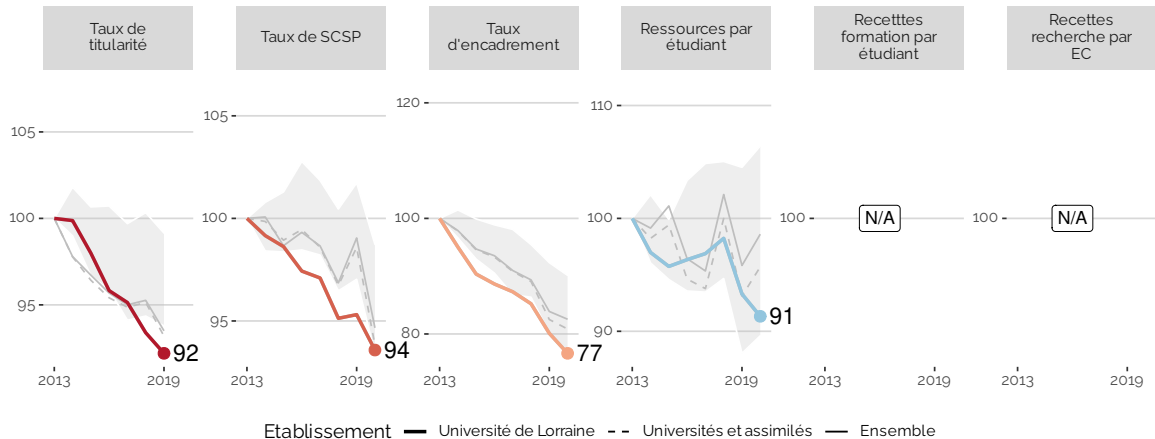 Taux de
titularité
Taux de SCSP
Taux
d'encadrement
Ressources par
étudiant
Recetttes
formation par
étudiant
Recettes
recherche par
EC
105
100
95
92
2013
2019
105
100
95
94
2013
2019
120
100
80
77
2013
2019
110
100
90
91
2013
2019
100
N/A
2013
2019
100
N/A
2013
2019
Etablissement Université de Lorraine Universités et assimilés Ensemble